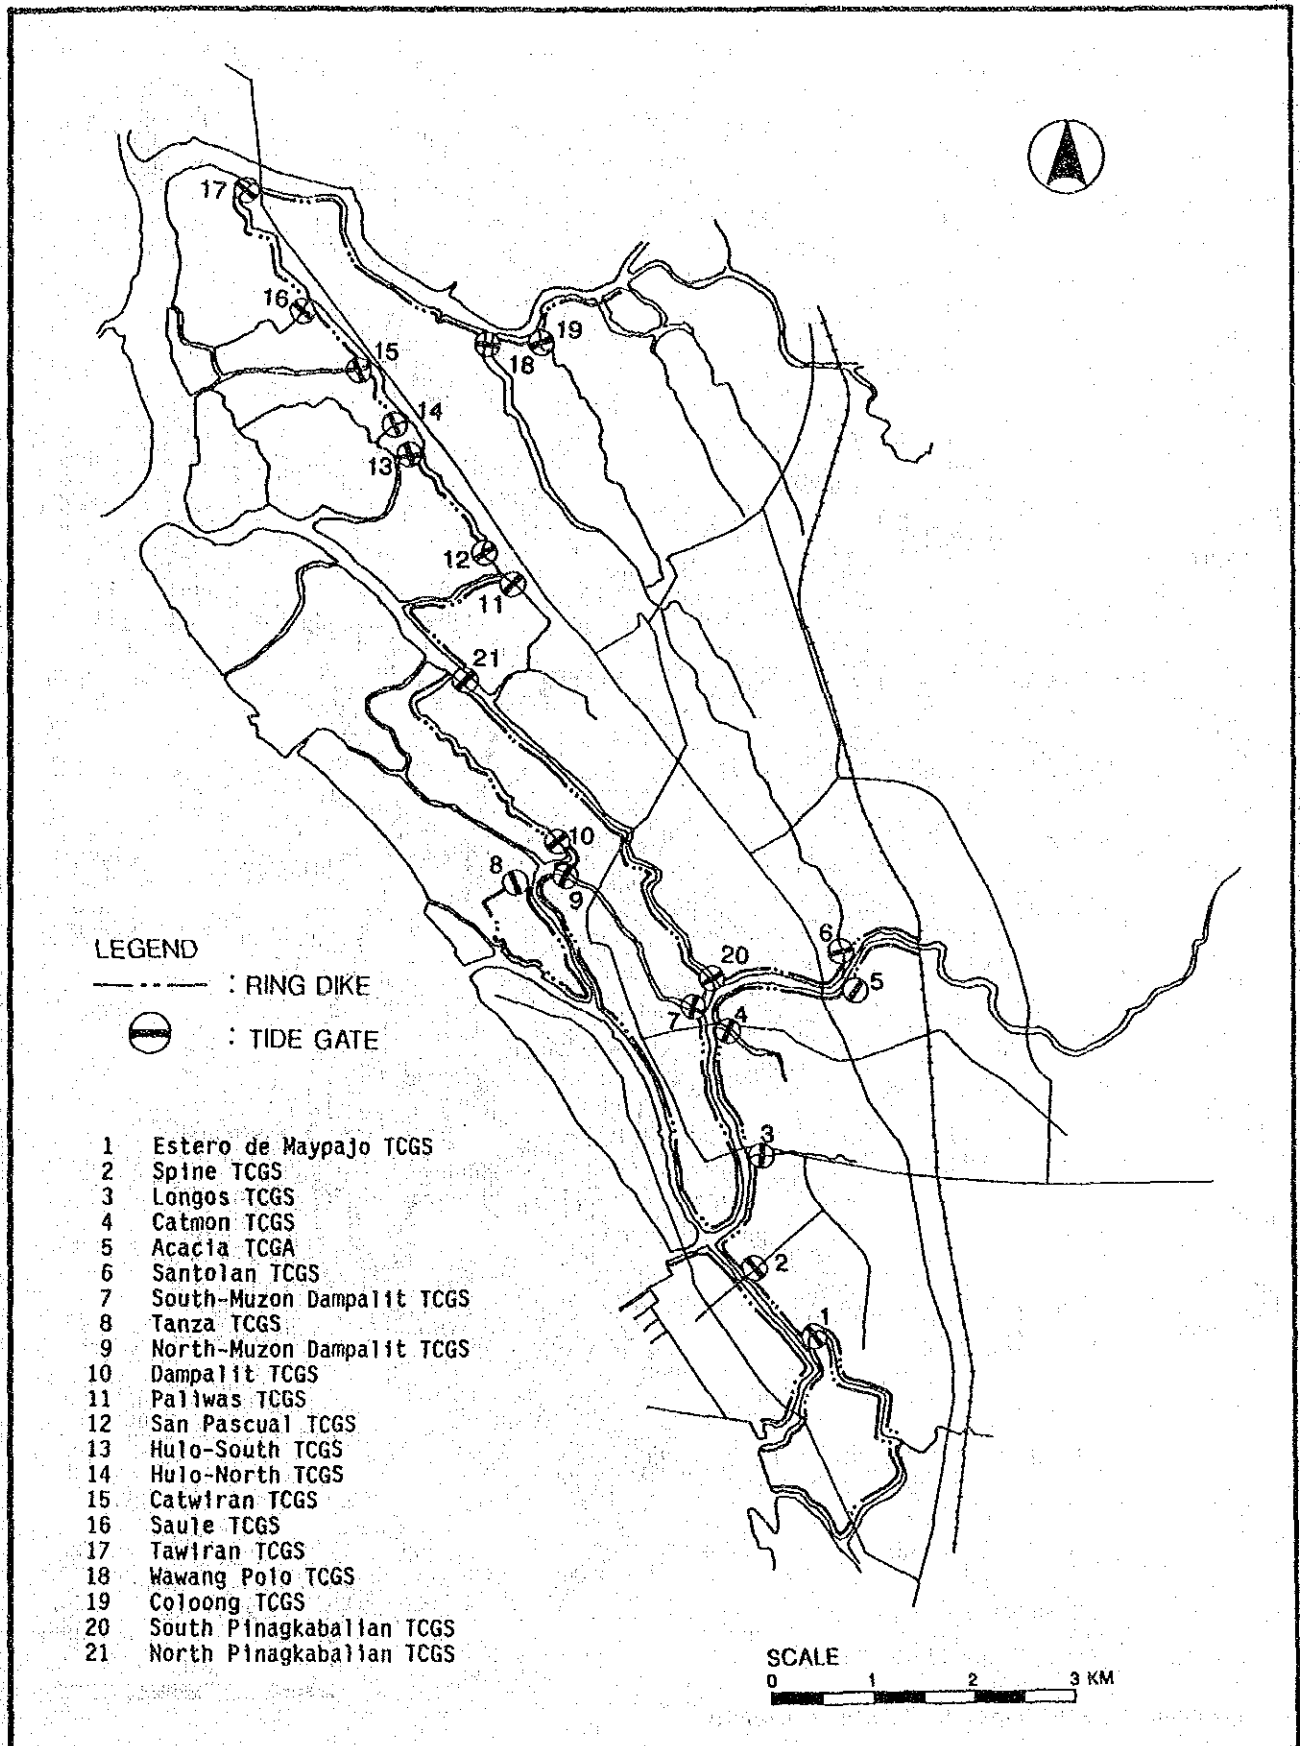 17
16
15
19
18
14
13
12
11
21
10
8
9
6
20
5
7
4
3
2
1
LEGEND
: RING DIKE
: TIDE GATE
1 Estero de Maypajo TCGS
2 Spine TCGS
3 Longos TCGS
4 Catmon TCGS
5 Acacia TCGA
6 Santolan TCGS
7 South-Muzon Dampalit TCGS
8 Tanza TCGS
9 North-Muzon Dampalit TCGS
10 Dampalit TCGS
11 Paliwas TCGS
12 San Pascual TCGS
13 Hulo-South TCGS
14 Hulo-North TCGS
15 Catwiran TCGS
16 Saule TCGS
17 Tawiran TCGS
18 Wawang Polo TCGS
19 Coloong TCGS
20 South Pinagkabalian TCGS
21 North Pinagkabalian TCGS
SCALE
0 1 2 3 KM